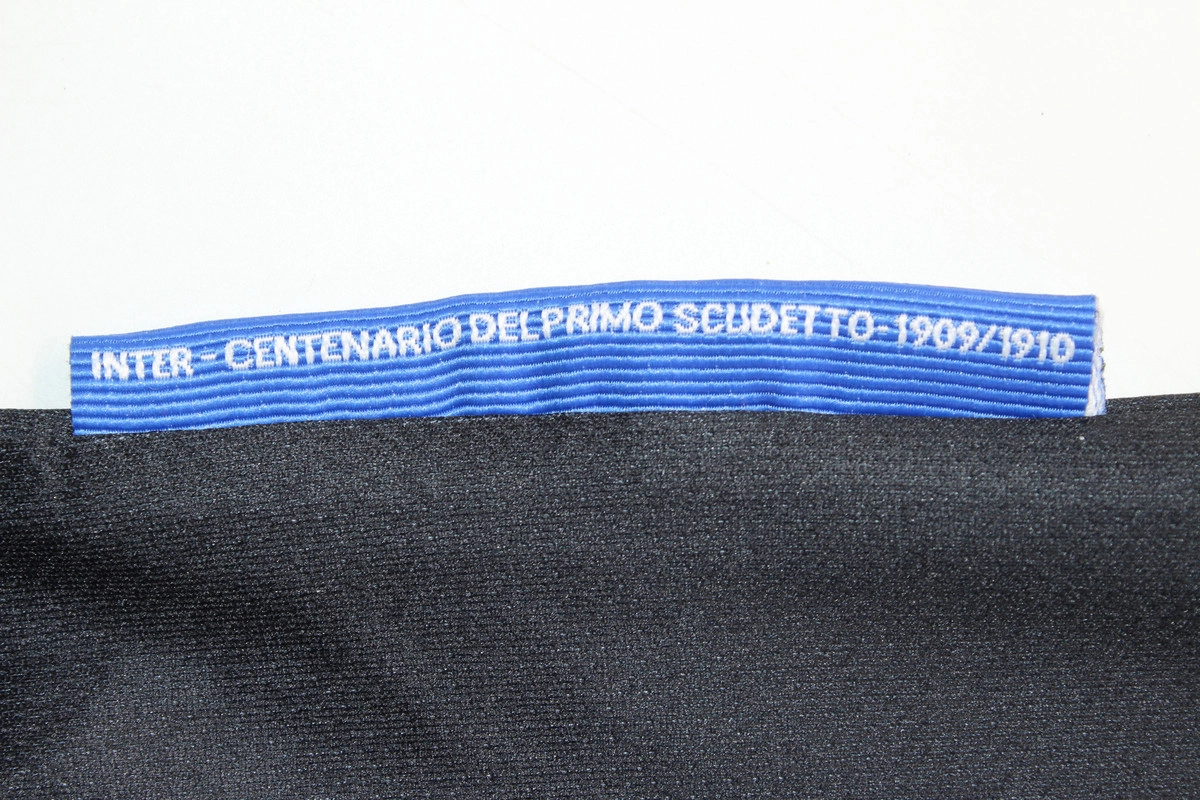 INTER - CENTENARIO DEL PRIMO SCUDETTO - 1909/1910